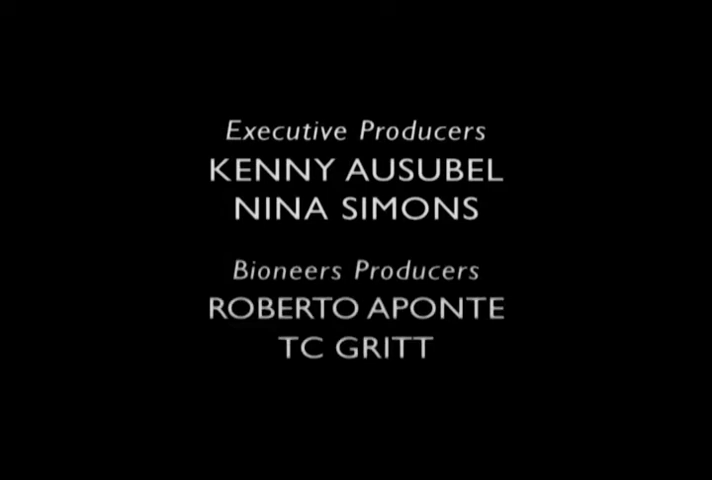 Executive Producers
KENNY AUSUBEL
NINA SIMONS
Bioneers Producers
ROBERTO APONTE
TC GRITT